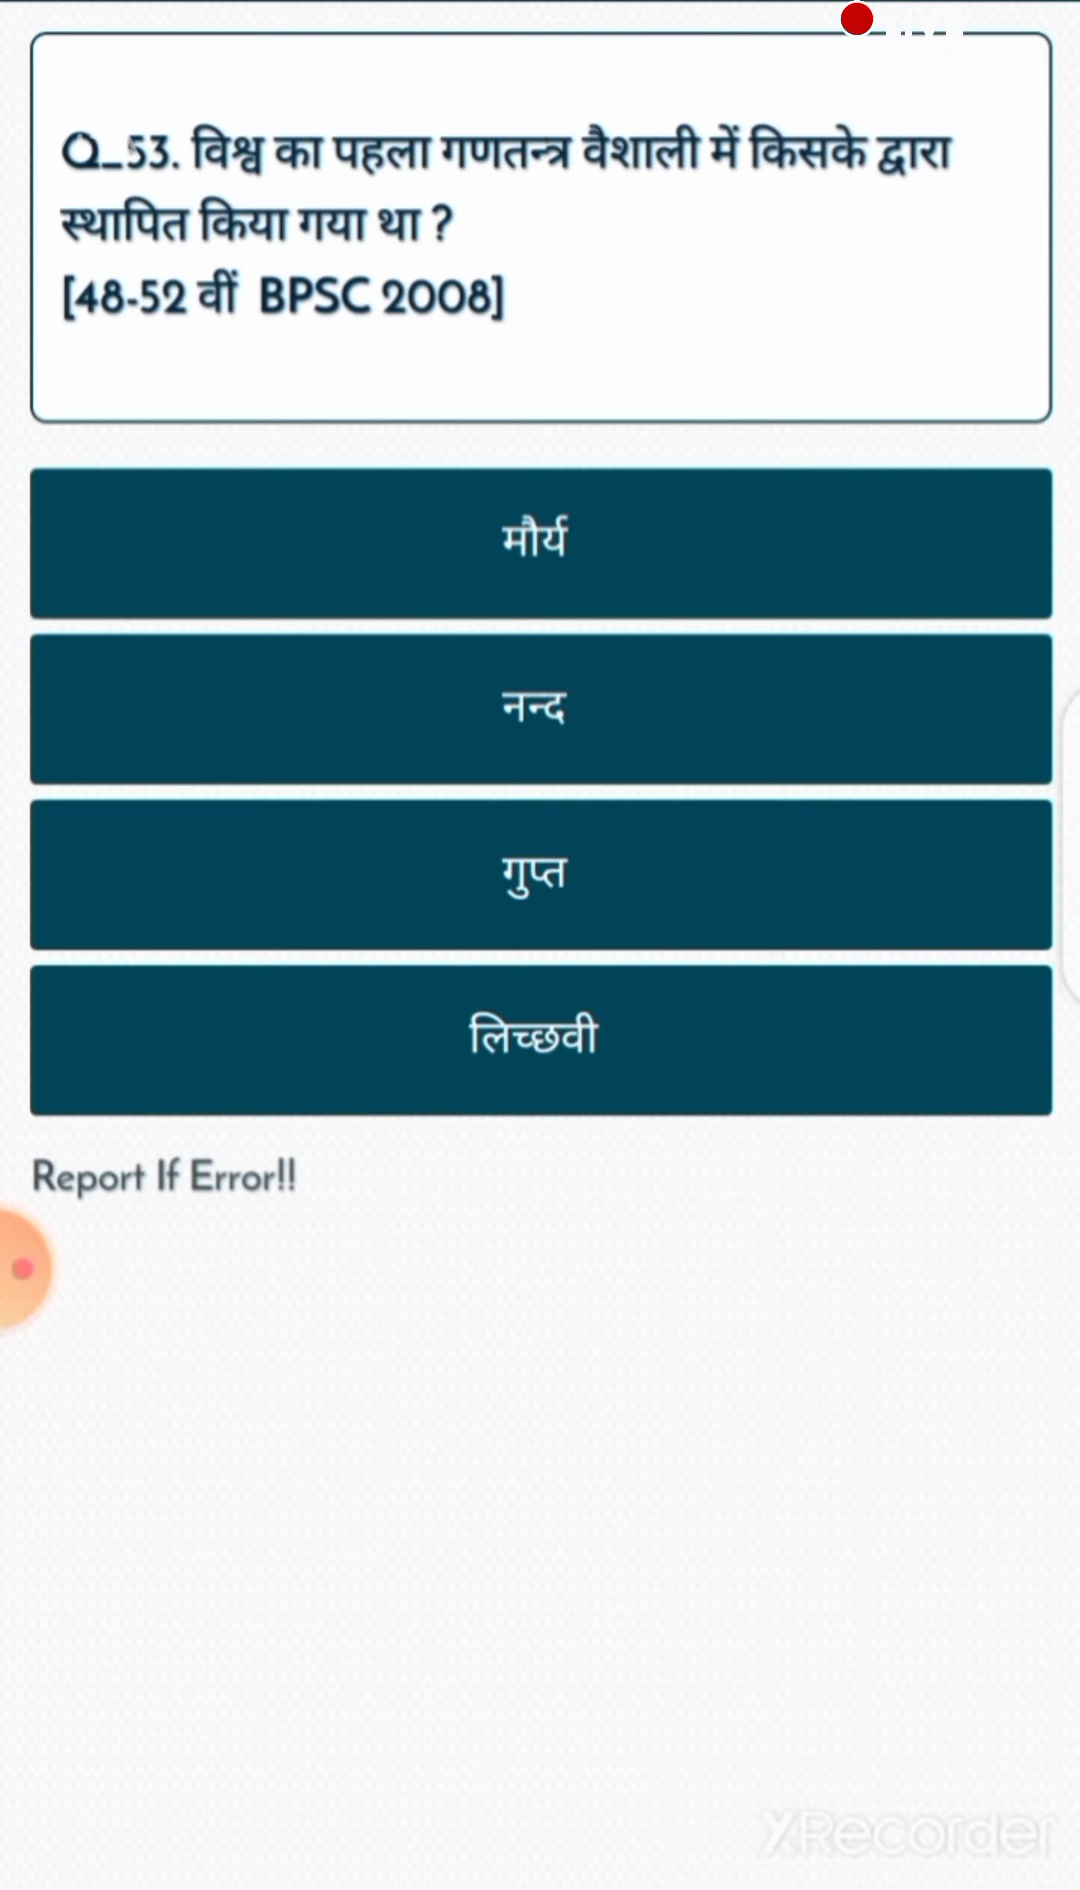 Q_53. विश्व का पहला गणतन्त्र वैशाली में किसके द्वारा
स्थापित किया गया था ?
[48-52 वीं BPSC 2008]
मौर्य
नन्द
गुप्त
लिच्छवी
Report If Error!!
XRecorder